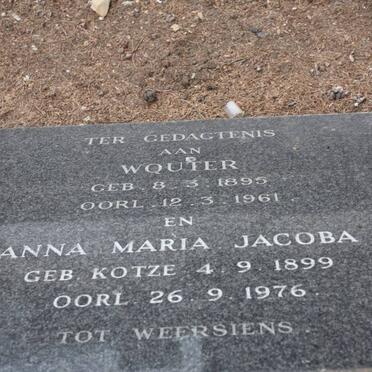 TER GEDAGTENIS
AAN
WOUTER
GEB. 8. 3. 1895
OORL. 12. 3. 1961.
EN
ANNA MARIA JACOBA
GEB. KOTZE 4. 9. 1899
OORL. 26. 9. 1976.
TOT WEERSIENS.